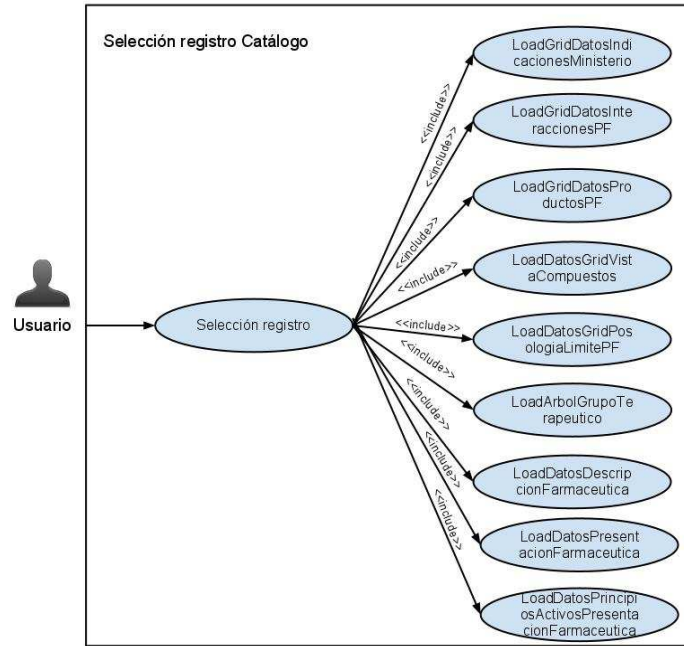 Selección registro Catálogo
LoadGridDatosIndi
cacionesMinisterio
<<include>>
LoadGridDatosInte
raccionesPF
<<include>>
LoadGridDatosPro
ductosPF
<<include>>
LoadDatosGridVist
aCompuestos
<<include>>
Usuario
Selección registro
LoadDatosGridPos
ologiaLimitePF
<<include>>
LoadArbolGrupoTe
rapeutico
<<include>>
LoadDatosDescrip
cionFarmaceutica
<<include>>
LoadDatosPresent
acionFarmaceutica
<<include>>
LoadDatosPrincipi
osActivosPresenta
cionFarmaceutica
<<include>>